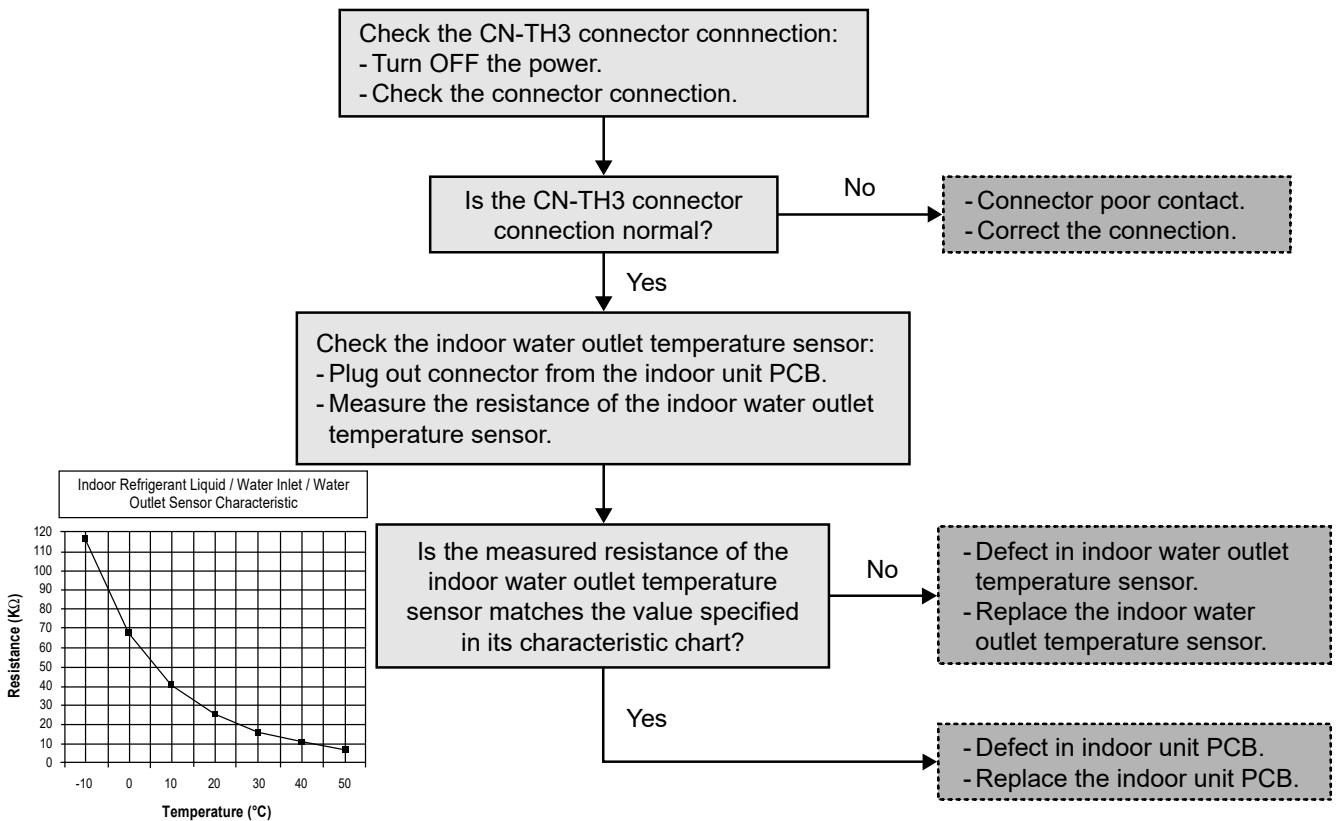 Check the CN-TH3 connector connnection:
- Turn OFF the power.
- Check the connector connection.
Is the CN-TH3 connector
connection normal?
No
- Connector poor contact.
- Correct the connection.
Yes
Check the indoor water outlet temperature sensor:
- Plug out connector from the indoor unit PCB.
- Measure the resistance of the indoor water outlet
temperature sensor.
Indoor Refrigerant Liquid / Water Inlet / Water
Outlet Sensor Characteristic
120
110
100
90
80
70
60
50
40
30
20
10
0
Resistance (KΩ)
-10 0 10 20 30 40 50
Temperature (°C)
Is the measured resistance of the
indoor water outlet temperature
sensor matches the value specified
in its characteristic chart?
No
- Defect in indoor water outlet
temperature sensor.
- Replace the indoor water
outlet temperature sensor.
Yes
- Defect in indoor unit PCB.
- Replace the indoor unit PCB.